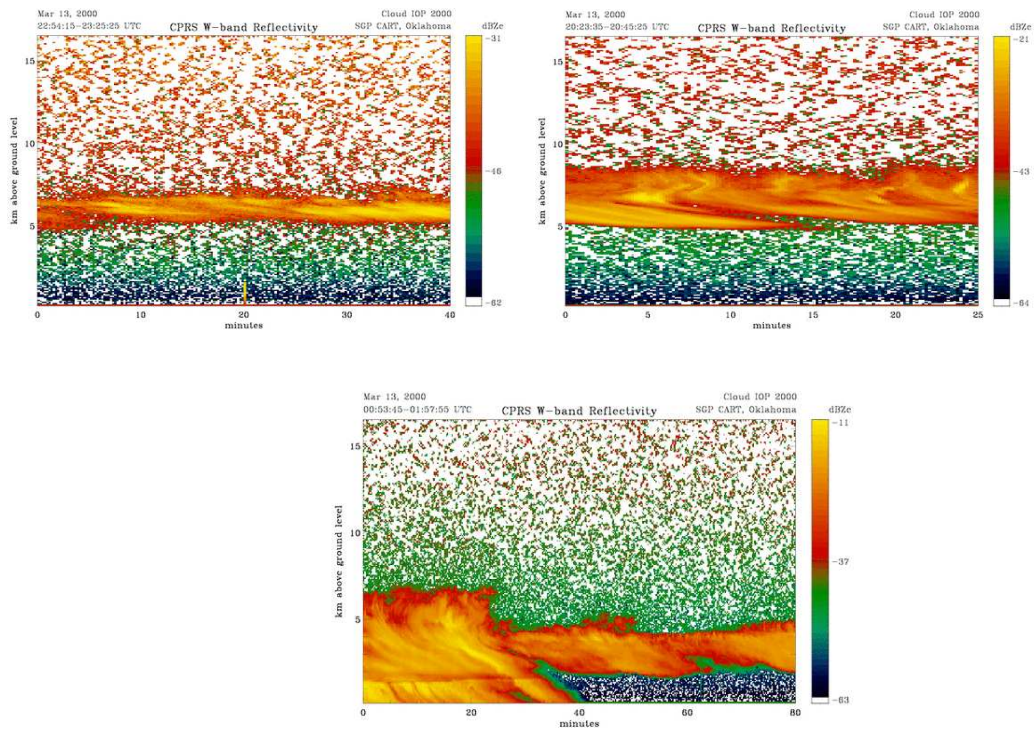 Mar 13, 2000
Cloud IOP 2000
22:54:15-23:25:25 UTC
CPRS W-band Reflectivity
SGP CART, Oklahoma
dBZe
15
10
5
km above ground level
0
10
20
30
40
minutes
-31
-46
-62
Mar 13, 2000
Cloud IOP 2000
20:23:35-20:45:25 UTC
CPRS W-band Reflectivity
SGP CART, Oklahoma
dBZe
15
10
5
km above ground level
0
5
10
15
20
25
minutes
-21
-43
-64
Mar 13, 2000
Cloud IOP 2000
00:53:45-01:57:55 UTC
CPRS W-band Reflectivity
SGP CART, Oklahoma
dBZe
15
10
5
km above ground level
0
20
40
60
80
minutes
-11
-37
-63